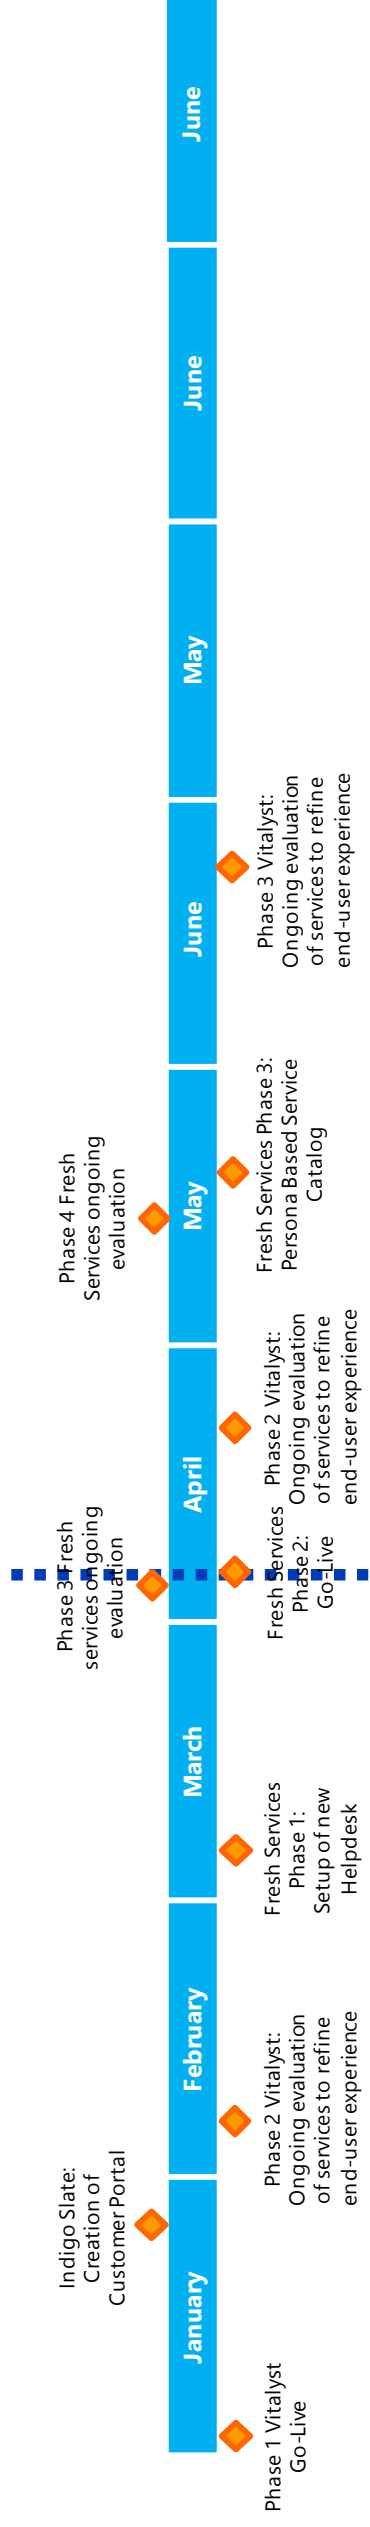 January
February
March
April
May
June
May
June
June
Indigo Slate:
Creation of
Customer Portal
Phase 3 Fresh
services ongoing
evaluation
Phase 4 Fresh
Services ongoing
evaluation
Phase 1 Vitalyst
Go-Live
Phase 2 Vitalyst:
Ongoing evaluation
of services to refine
end-user experience
Fresh Services
Phase 1:
Setup of new
Helpdesk
Fresh Services
Phase 2:
Go-Live
Phase 2 Vitalyst:
Ongoing evaluation
of services to refine
end-user experience
Fresh Services Phase 3:
Persona Based Service
Catalog
Phase 3 Vitalyst:
Ongoing evaluation
of services to refine
end-user experience